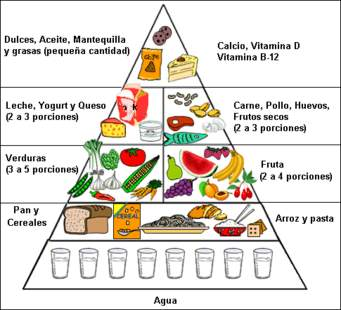 Dulces, Aceite, Mantequilla
y grasas (pequeña cantidad)
Calcio, Vitamina D
Vitamina B-12
Leche, Yogurt y Queso
(2 a 3 porciones)
Carne, Pollo, Huevos,
Frutos secos
(2 a 3 porciones)
Verduras
(3 a 5 porciones)
Fruta
(2 a 4 porciones)
Pan y
Cereales
CEREAL
Arroz y pasta
Agua